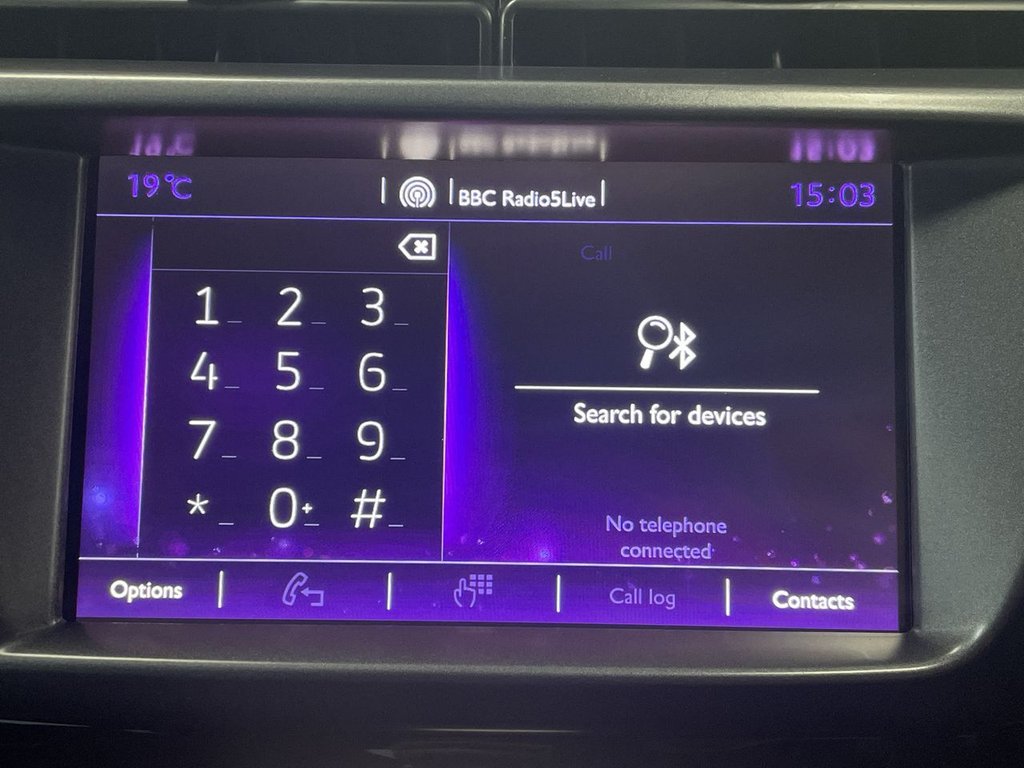 19°C
BBC Radio5Live
15:03
Call
1 2 3
4 5 6
7 8 9
* 0+ #
Search for devices
No telephone
connected
Options
Call log
Contacts